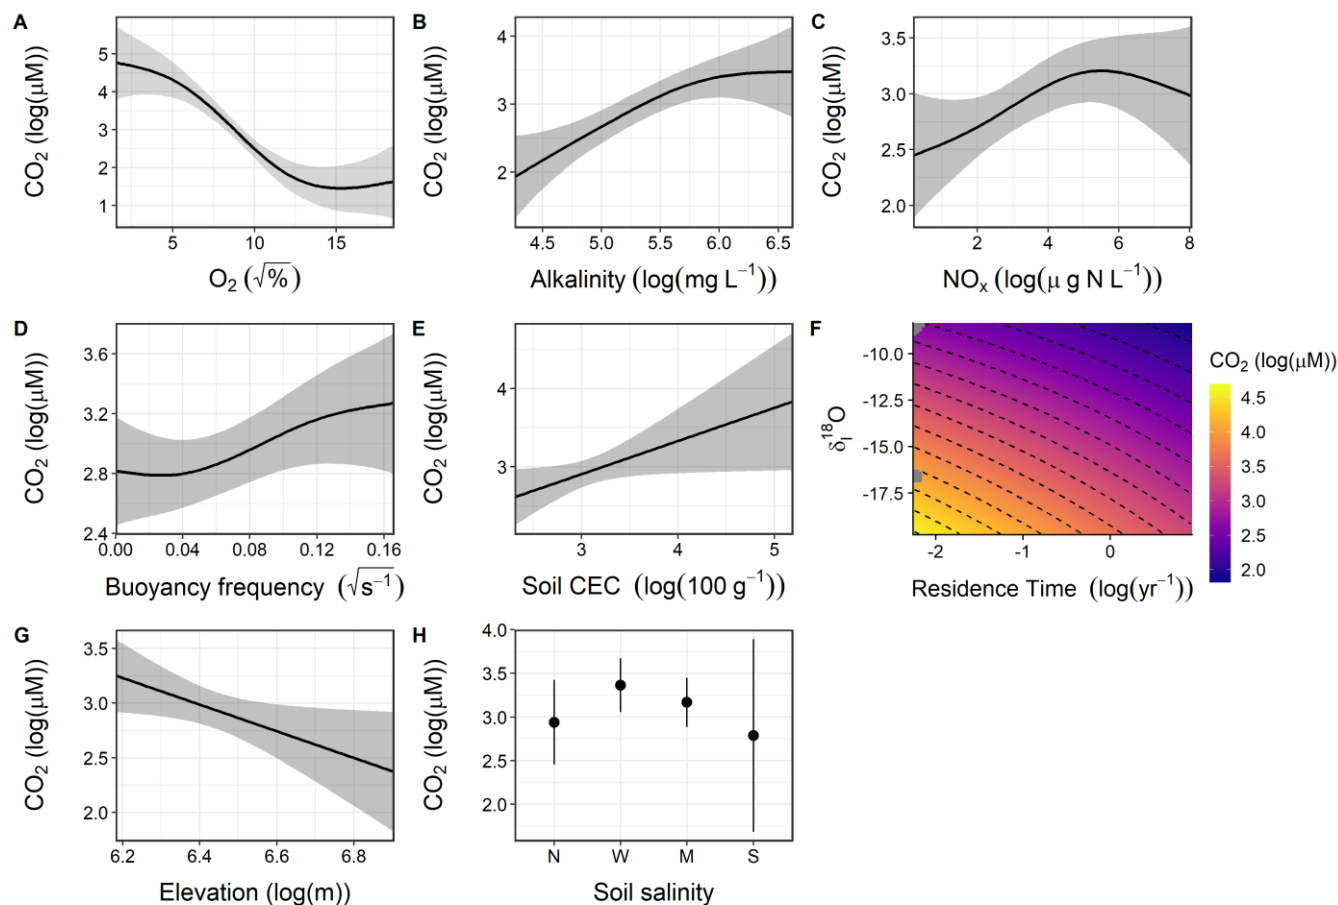 A
CO₂ (log(μM))
5
4
3
2
1
5
10
15
O₂ (√%)
B
CO₂ (log(μM))
4
3
2
4.5
5.0
5.5
6.0
6.5
Alkalinity (log(mg L⁻¹))
C
CO₂ (log(μM))
3.5
3.0
2.5
2.0
2
4
6
8
NOₓ (log(μ g N L⁻¹))
D
CO₂ (log(μM))
3.6
3.2
2.8
2.4
0.00
0.04
0.08
0.12
0.16
Buoyancy frequency (√s⁻¹)
E
CO₂ (log(μM))
4
3
3
4
5
Soil CEC (log(100 g⁻¹))
F
δ¹⁸ₗO
-10.0
-12.5
-15.0
-17.5
-2
-1
0
Residence Time (log(yr⁻¹))
CO₂ (log(μM))
4.5
4.0
3.5
3.0
2.5
2.0
G
CO₂ (log(μM))
3.5
3.0
2.5
2.0
6.2
6.4
6.6
6.8
Elevation (log(m))
H
CO₂ (log(μM))
4.0
3.5
3.0
2.5
2.0
N
W
M
S
Soil salinity